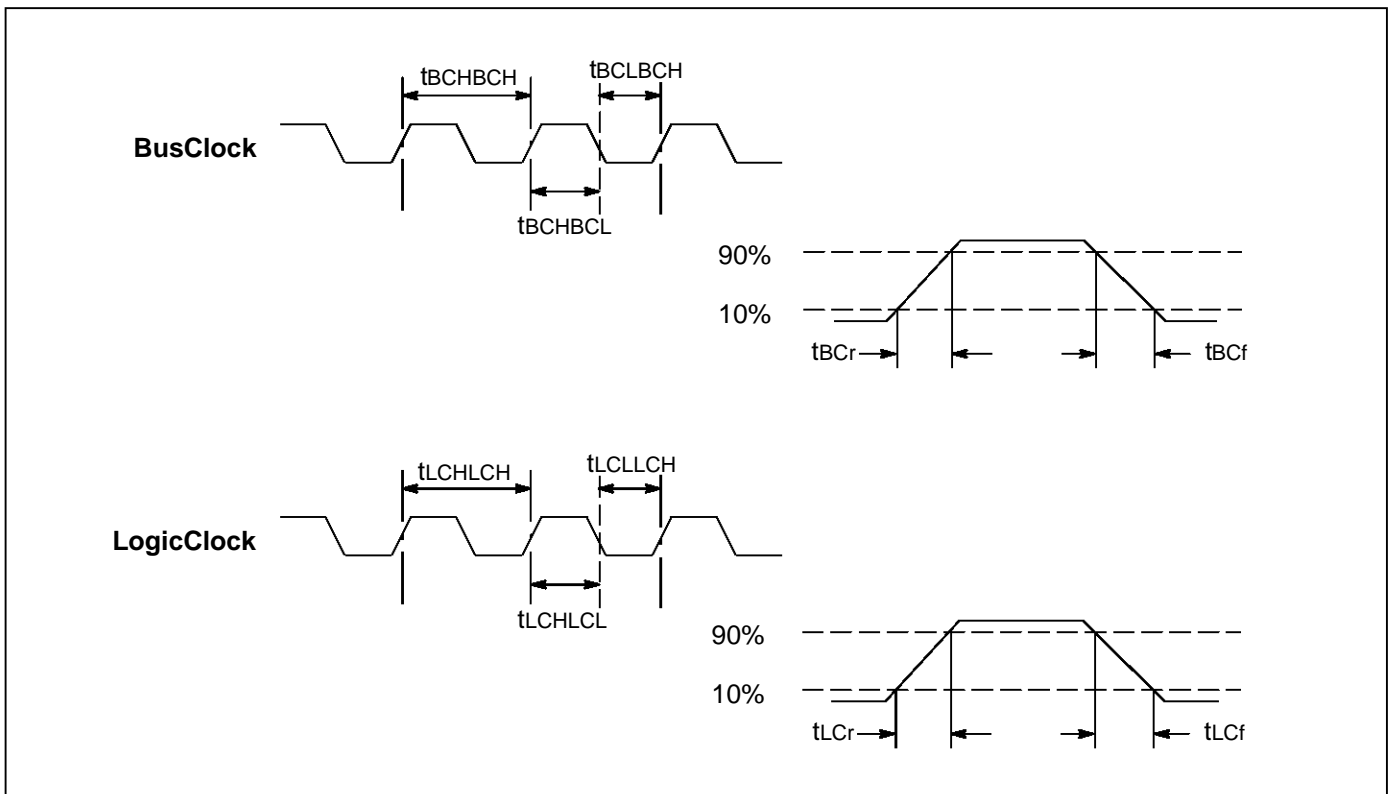 tBCHBCH
tBCLBCH
BusClock
tBCHBCL
90%
10%
tBCr
tBCf
tLCHLCH
tLCLLCH
LogicClock
tLCHLCL
90%
10%
tLCr
tLCf